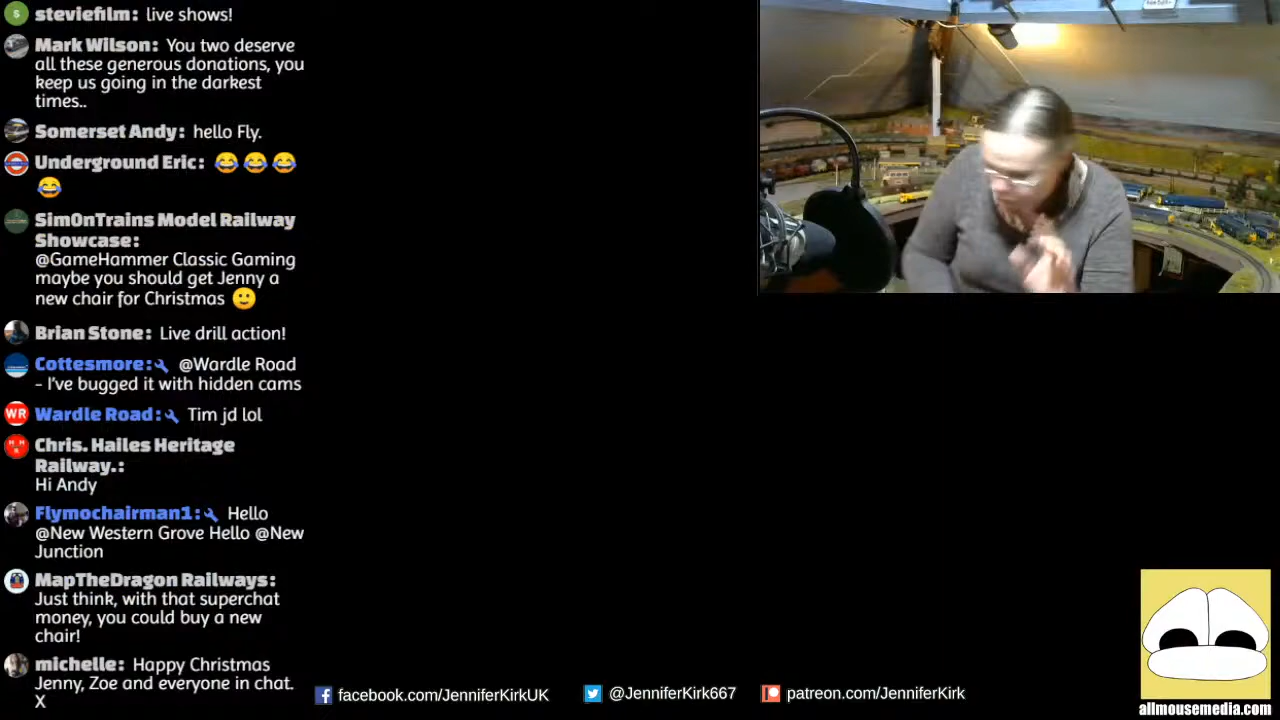 steviefilm: live shows!
Mark Wilson: You two deserve
all these generous donations, you
keep us going in the darkest
times..
Somerset Andy: hello Fly.
Underground Eric: 😂 😂 😂
😂
SimOnTrains Model Railway
Showcase:
@GameHammer Classic Gaming
maybe you should get Jenny a
new chair for Christmas 🙂
Brian Stone: Live drill action!
Cottesmore: @Wardle Road
- I've bugged it with hidden cams
WR Wardle Road: Tim jd lol
Chris. Hailes Heritage
Railway.:
Hi Andy
Flymochairman1: Hello
@New Western Grove Hello @New
Junction
MapTheDragon Railways:
Just think, with that superchat
money, you could buy a new
chair!
michelle: Happy Christmas
Jenny, Zoe and everyone in chat.
X
facebook.com/JenniferKirkUK
@JenniferKirk667
patreon.com/JenniferKirk
allmousemedia.com